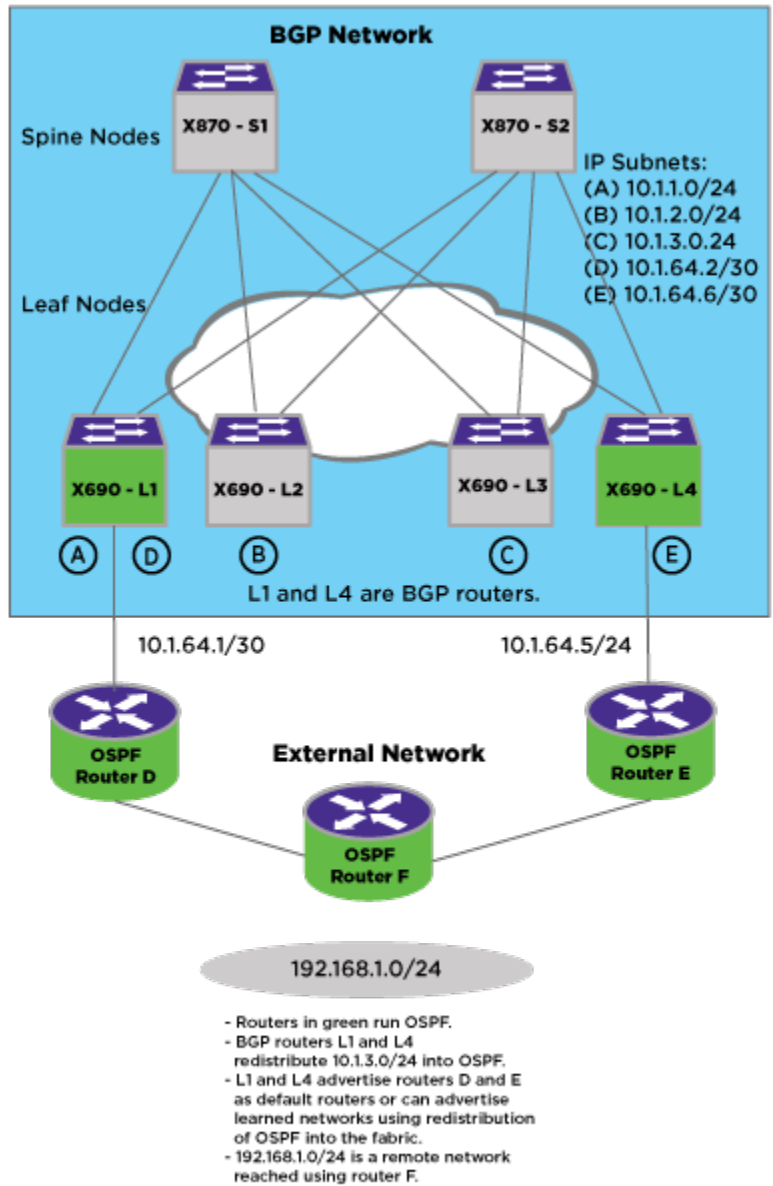 BGP Network
X870 - S1
X870 - S2
Spine Nodes
IP Subnets:
(A) 10.1.1.0/24
(B) 10.1.2.0/24
(C) 10.1.3.0.24
(D) 10.1.64.2/30
(E) 10.1.64.6/30
Leaf Nodes
X690 - L1
X690 - L2
X690 - L3
X690 - L4
A
D
B
C
E
L1 and L4 are BGP routers.
10.1.64.1/30
10.1.64.5/24
OSPF
Router D
External Network
OSPF
Router E
OSPF
Router F
192.168.1.0/24
- Routers in green run OSPF.
- BGP routers L1 and L4
redistribute 10.1.3.0/24 into OSPF.
- L1 and L4 advertise routers D and E
as default routers or can advertise
learned networks using redistribution
of OSPF into the fabric.
- 192.168.1.0/24 is a remote network
reached using router F.